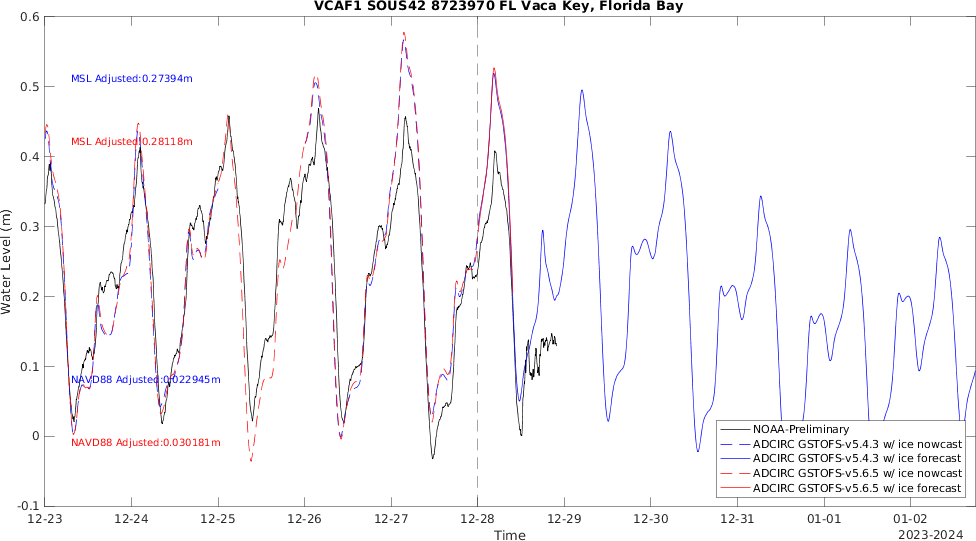 VCAF1 SOUS42 8723970 FL Vaca Key, Florida Bay
0.6
0.5
0.4
0.3
0.2
0.1
0
-0.1
Water Level (m)
MSL Adjusted:0.27394m
MSL Adjusted:0.28118m
NAVD88 Adjusted:0.022945m
NAVD88 Adjusted:0.030181m
NOAA-Preliminary
ADCIRC GSTOFS-v5.4.3 w/ ice nowcast
ADCIRC GSTOFS-v5.4.3 w/ ice forecast
ADCIRC GSTOFS-v5.6.5 w/ ice nowcast
ADCIRC GSTOFS-v5.6.5 w/ ice forecast
12-23 12-24 12-25 12-26 12-27 12-28 12-29 12-30 12-31 01-01 01-02
Time
2023-2024